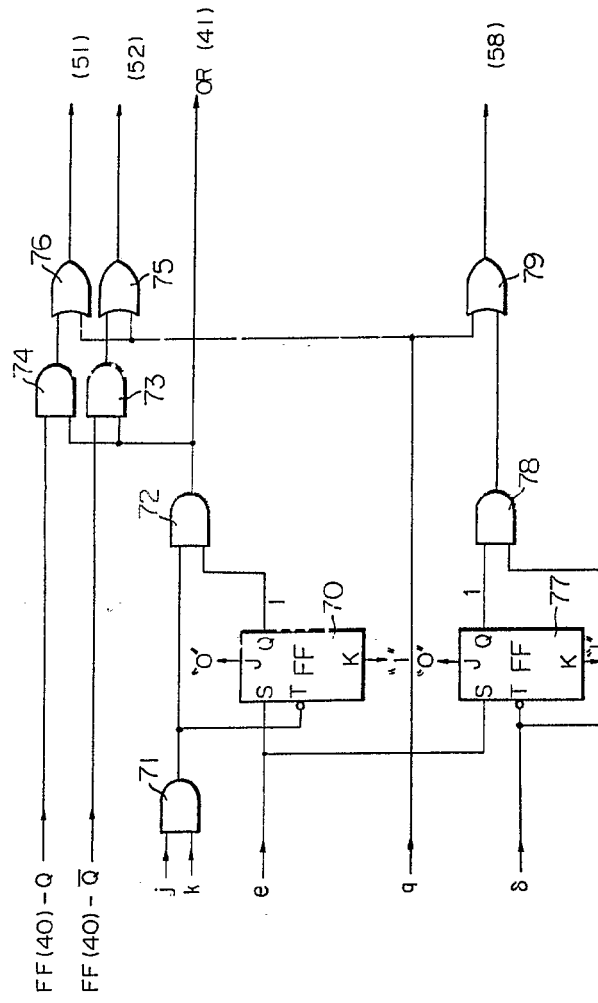 FF(40)-Q
FF(40)-Q̅
74
76
(51)
73
75
(52)
OR (41)
j
k
71
72
1
"0"
S J Q
T FF
K
70
"1"
e
q
"0"
S J Q
T FF
K
77
"1"
1
78
79
(58)
δ